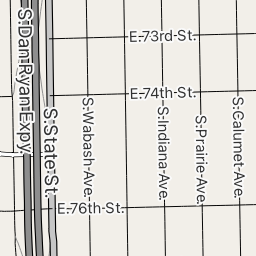 E.73rd St.
E.74th St.
S.Dan Ryan Expy.
S.State St.
S.Wabash Ave.
S.Indiana Ave.
S.Prairie Ave.
S.Calumet Ave.
E.76th St.